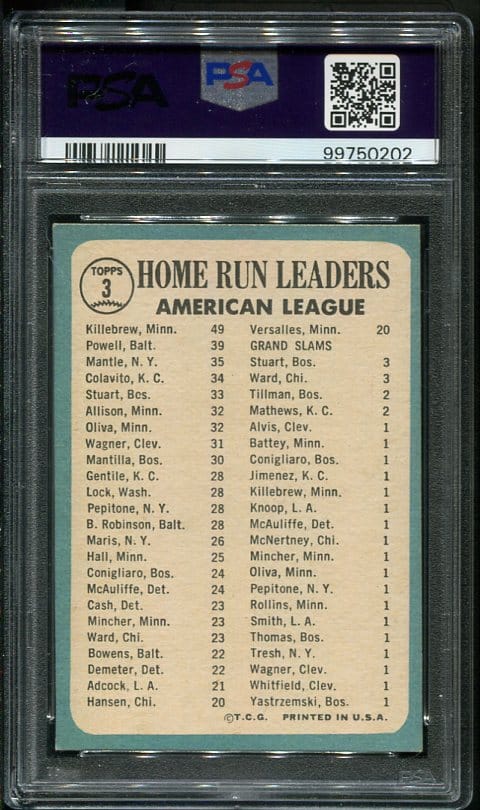 PSA
PSA
99750202
TOPPS
3
HOME RUN LEADERS
AMERICAN LEAGUE
Killebrew, Minn. 49
Powell, Balt. 39
Mantle, N. Y. 35
Colavito, K. C. 34
Stuart, Bos. 33
Allison, Minn. 32
Oliva, Minn. 32
Wagner, Clev. 31
Mantilla, Bos. 30
Gentile, K. C. 28
Lock, Wash. 28
Pepitone, N. Y. 28
B. Robinson, Balt. 28
Maris, N. Y. 26
Hall, Minn. 25
Conigliaro, Bos. 24
McAuliffe, Det. 24
Cash, Det. 23
Mincher, Minn. 23
Ward, Chi. 23
Bowens, Balt. 22
Demeter, Det. 22
Adcock, L. A. 21
Hansen, Chi. 20
Versalles, Minn. 20
GRAND SLAMS
Stuart, Bos. 3
Ward, Chi. 3
Tillman, Bos. 2
Mathews, K. C. 2
Alvis, Clev. 1
Battey, Minn. 1
Conigliaro, Bos. 1
Jimenez, K. C. 1
Killebrew, Minn. 1
Knoop, L. A. 1
McAuliffe, Det. 1
McNertney, Chi. 1
Mincher, Minn. 1
Oliva, Minn. 1
Pepitone, N. Y. 1
Rollins, Minn. 1
Smith, L. A. 1
Thomas, Bos. 1
Tresh, N. Y. 1
Wagner, Clev. 1
Whitfield, Clev. 1
Yastrzemski, Bos. 1
©T.C.G. PRINTED IN U.S.A.
PSA